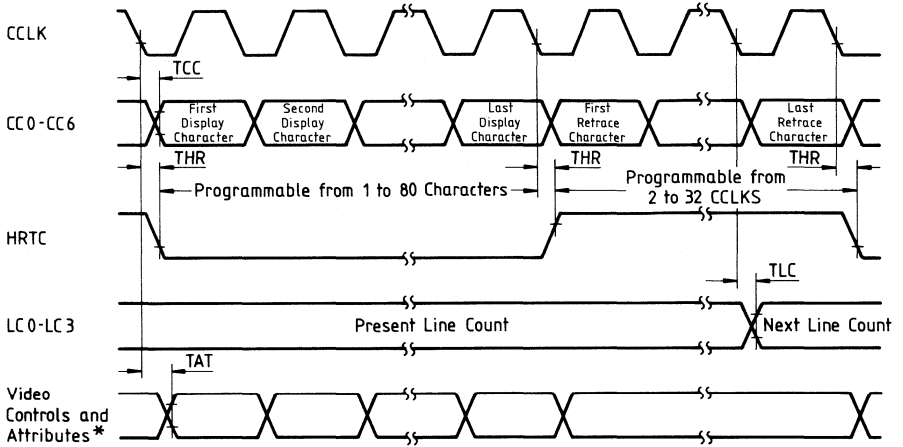 CCLK
TCC
CC0-CC6
First
Display
Character
Second
Display
Character
Last
Display
Character
First
Retrace
Character
Last
Retrace
Character
THR
THR
THR
Programmable from 1 to 80 Characters
Programmable from
2 to 32 CCLKS
HRTC
TLC
LC0-LC3
Present Line Count
Next Line Count
TAT
Video
Controls and
Attributes*